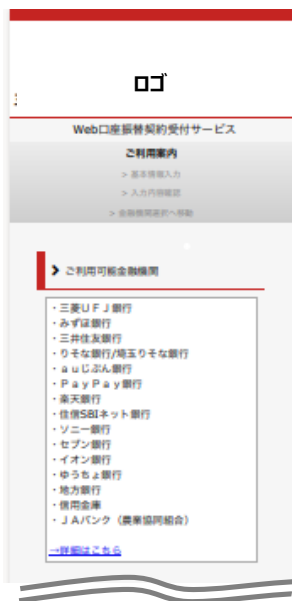 ロゴ
Web口座振替契約受付サービス
ご利用案内
> 基本情報入力
> 入力内容確認
> 金融機関選択へ移動
ご利用可能金融機関
・三菱UFJ銀行
・みずほ銀行
・三井住友銀行
・りそな銀行/埼玉りそな銀行
・auじぶん銀行
・PayPay銀行
・楽天銀行
・住信SBIネット銀行
・ソニー銀行
・セブン銀行
・イオン銀行
・ゆうちょ銀行
・地方銀行
・信用金庫
・JAバンク（農業協同組合）
→詳細はこちら